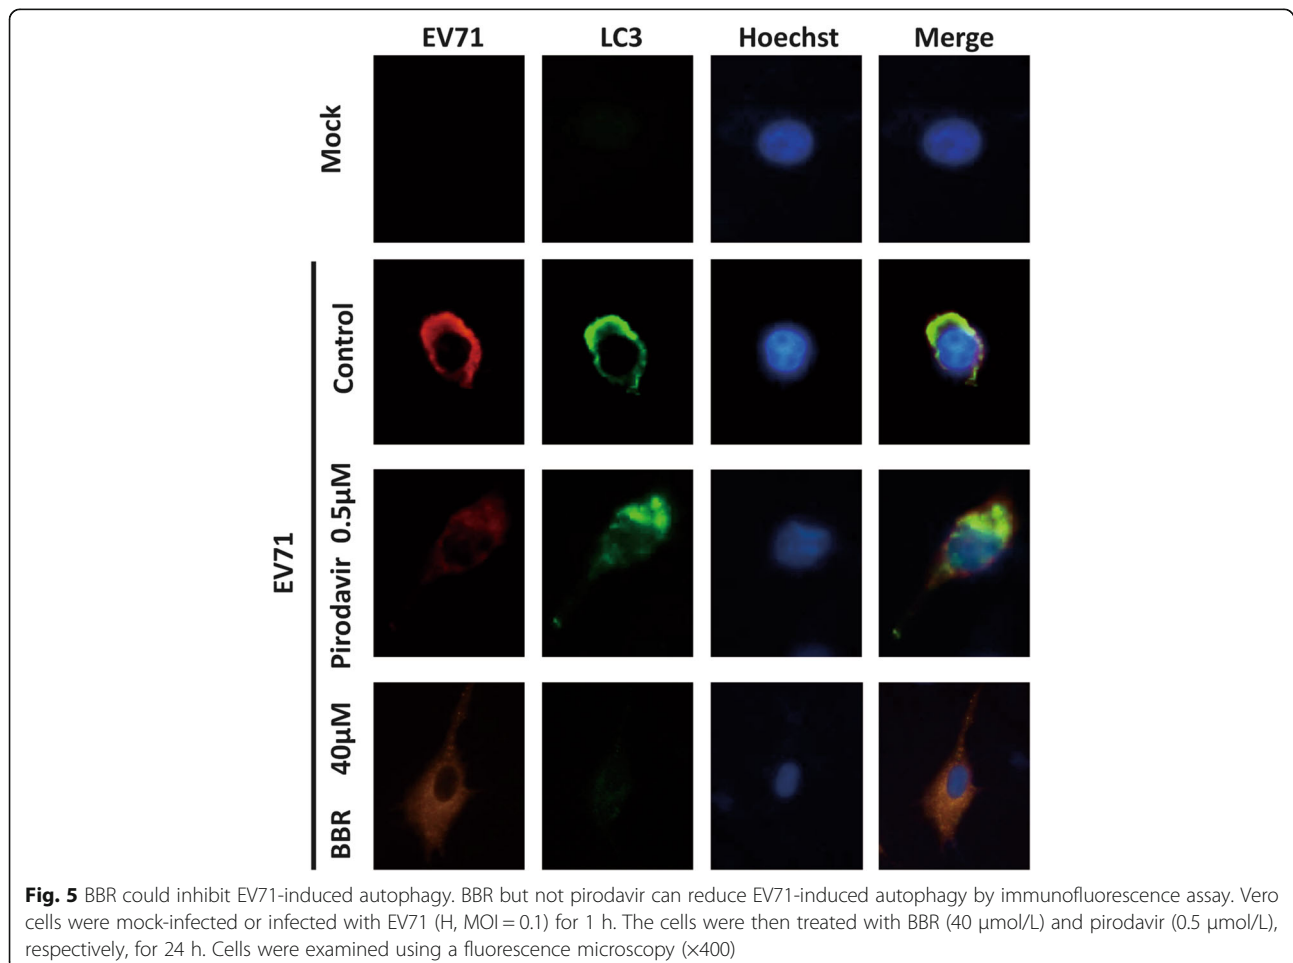 EV71 LC3 Hoechst Merge
Mock
Control
Pirodavir 0.5µM
BBR 40µM
EV71
Fig. 5 BBR could inhibit EV71-induced autophagy. BBR but not pirodavir can reduce EV71-induced autophagy by immunofluorescence assay. Vero
cells were mock-infected or infected with EV71 (H, MOI = 0.1) for 1 h. The cells were then treated with BBR (40 μmol/L) and pirodavir (0.5 μmol/L),
respectively, for 24 h. Cells were examined using a fluorescence microscopy (×400)